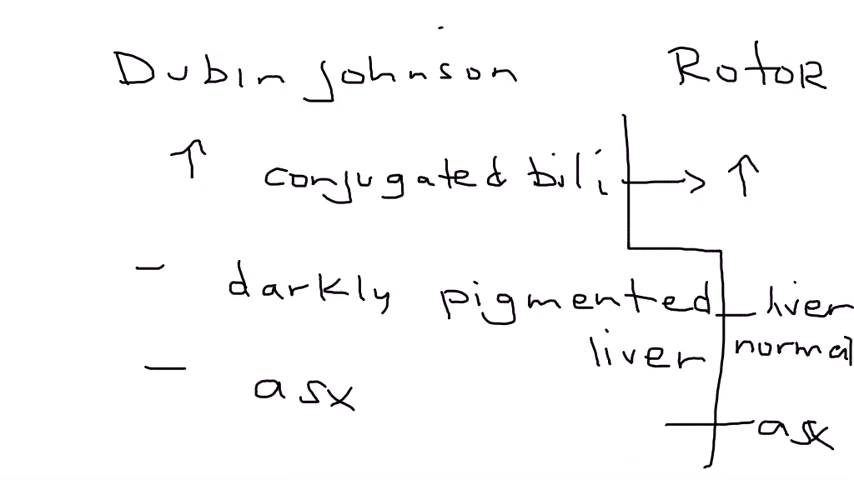 Dubin Johnson Rotor
↑ conjugated bili → ↑
- darkly pigmented - liver
liver normal
- asx
- asx